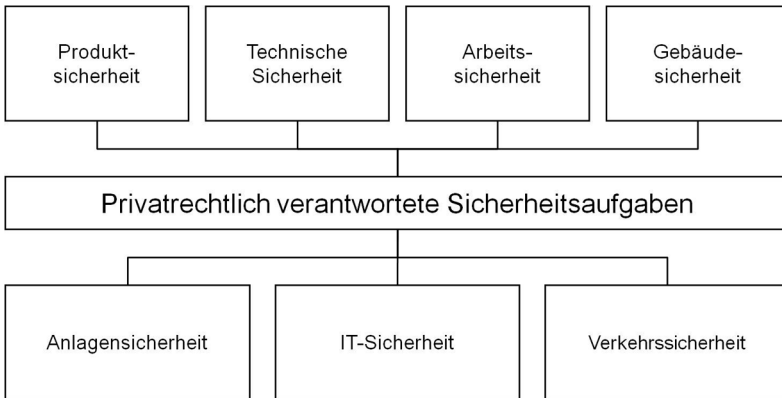 Produkt-
sicherheit
Technische
Sicherheit
Arbeits-
sicherheit
Gebäude-
sicherheit
Privatrechtlich verantwortete Sicherheitsaufgaben
Anlagensicherheit
IT-Sicherheit
Verkehrssicherheit